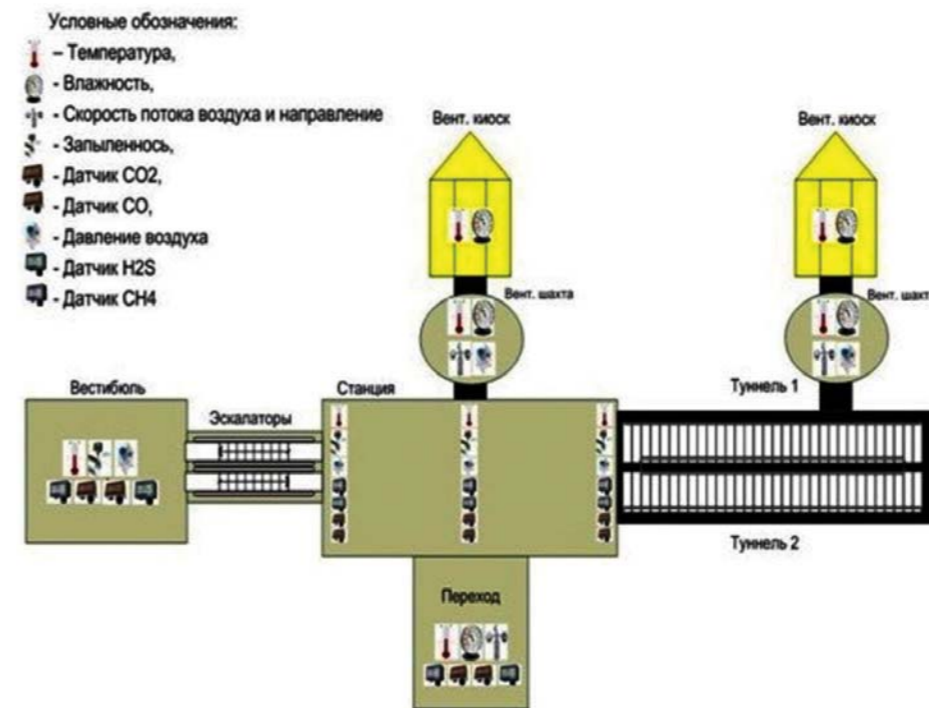 Условные обозначения:
– Температура,
- Влажность,
- Скорость потока воздуха и направление
- Запыленнось,
- Датчик CO2,
- Датчик CO,
- Давление воздуха
- Датчик H2S
- Датчик CH4
Вент. киоск
Вент. киоск
Вент. шахта
Вент. шахт
Вестибюль
Эскалаторы
Станция
Туннель 1
Туннель 2
Переход